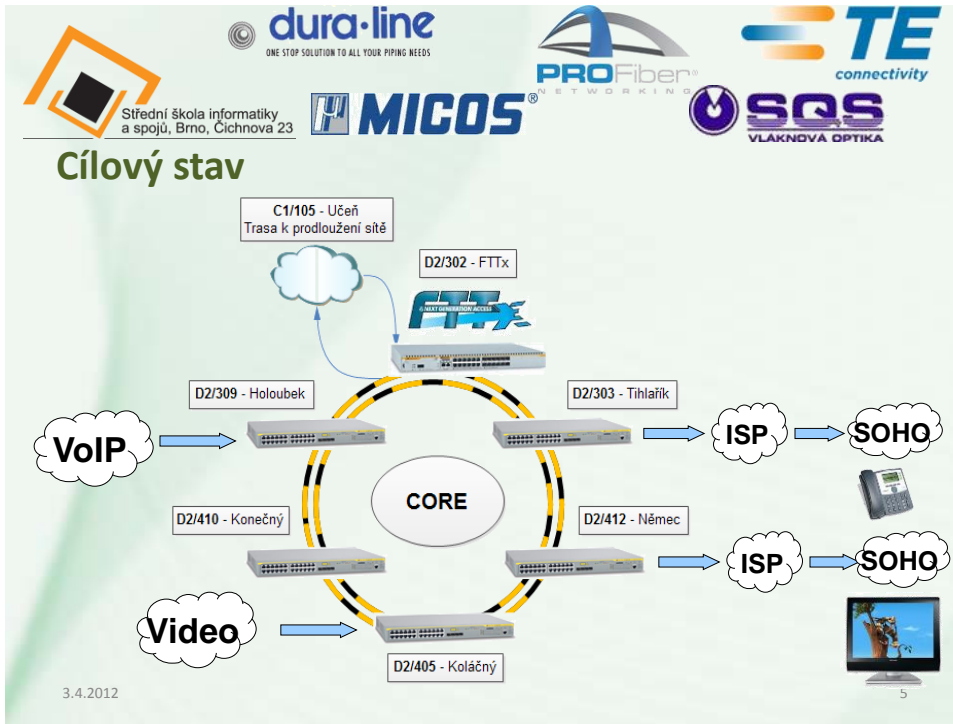 dura·line
ONE STOP SOLUTION TO ALL YOUR PIPING NEEDS
PROFiber®
NETWORKING
TE
connectivity
Střední škola informatiky
a spojů, Brno, Čichnova 23
MICOS®
SQS
VLÁKNOVÁ OPTIKA
Cílový stav
C1/105 - Učeň
Trasa k prodloužení sítě
D2/302 - FTTx
FTTx
& NEXT GENERATION ACCESS
D2/309 - Holoubek
D2/303 - Tihlařík
VoIP
ISP
SOHO
CORE
D2/410 - Konečný
D2/412 - Němec
ISP
SOHO
Video
D2/405 - Koláčný
3.4.2012
5